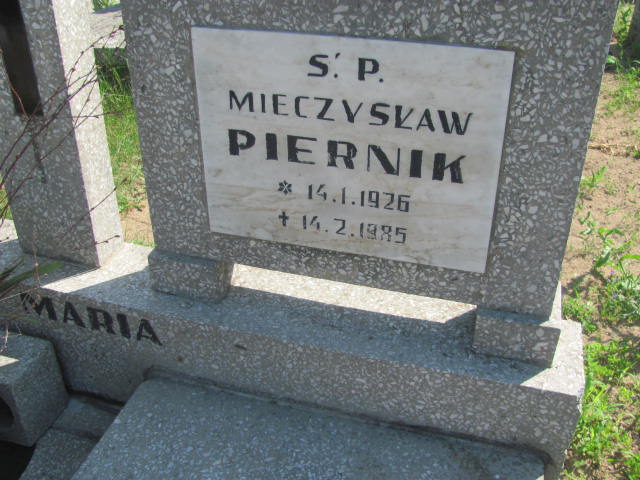 Ś. P.
MIECZYSŁAW
PIERNIK
* 14.1.1926
✝ 14.2.1985
MARIA